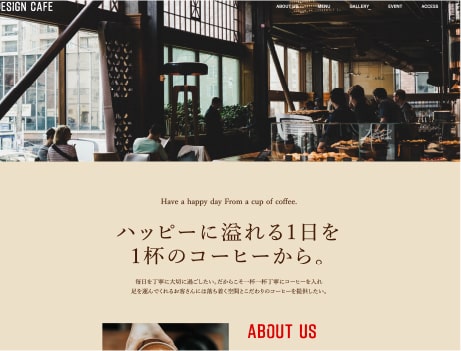 ESIGN CAFE
ABOUT US MENU GALLERY EVENT ACCESS
Have a happy day From a cup of coffee.
ハッピーに溢れる1日を
1杯のコーヒーから。
毎日を丁寧に大切に過ごしたい。だからこそ一杯一杯丁寧にコーヒーを入れ
足を運んでくれるお客さんには落ち着く空間とこだわりのコーヒーを提供したい。
ABOUT US